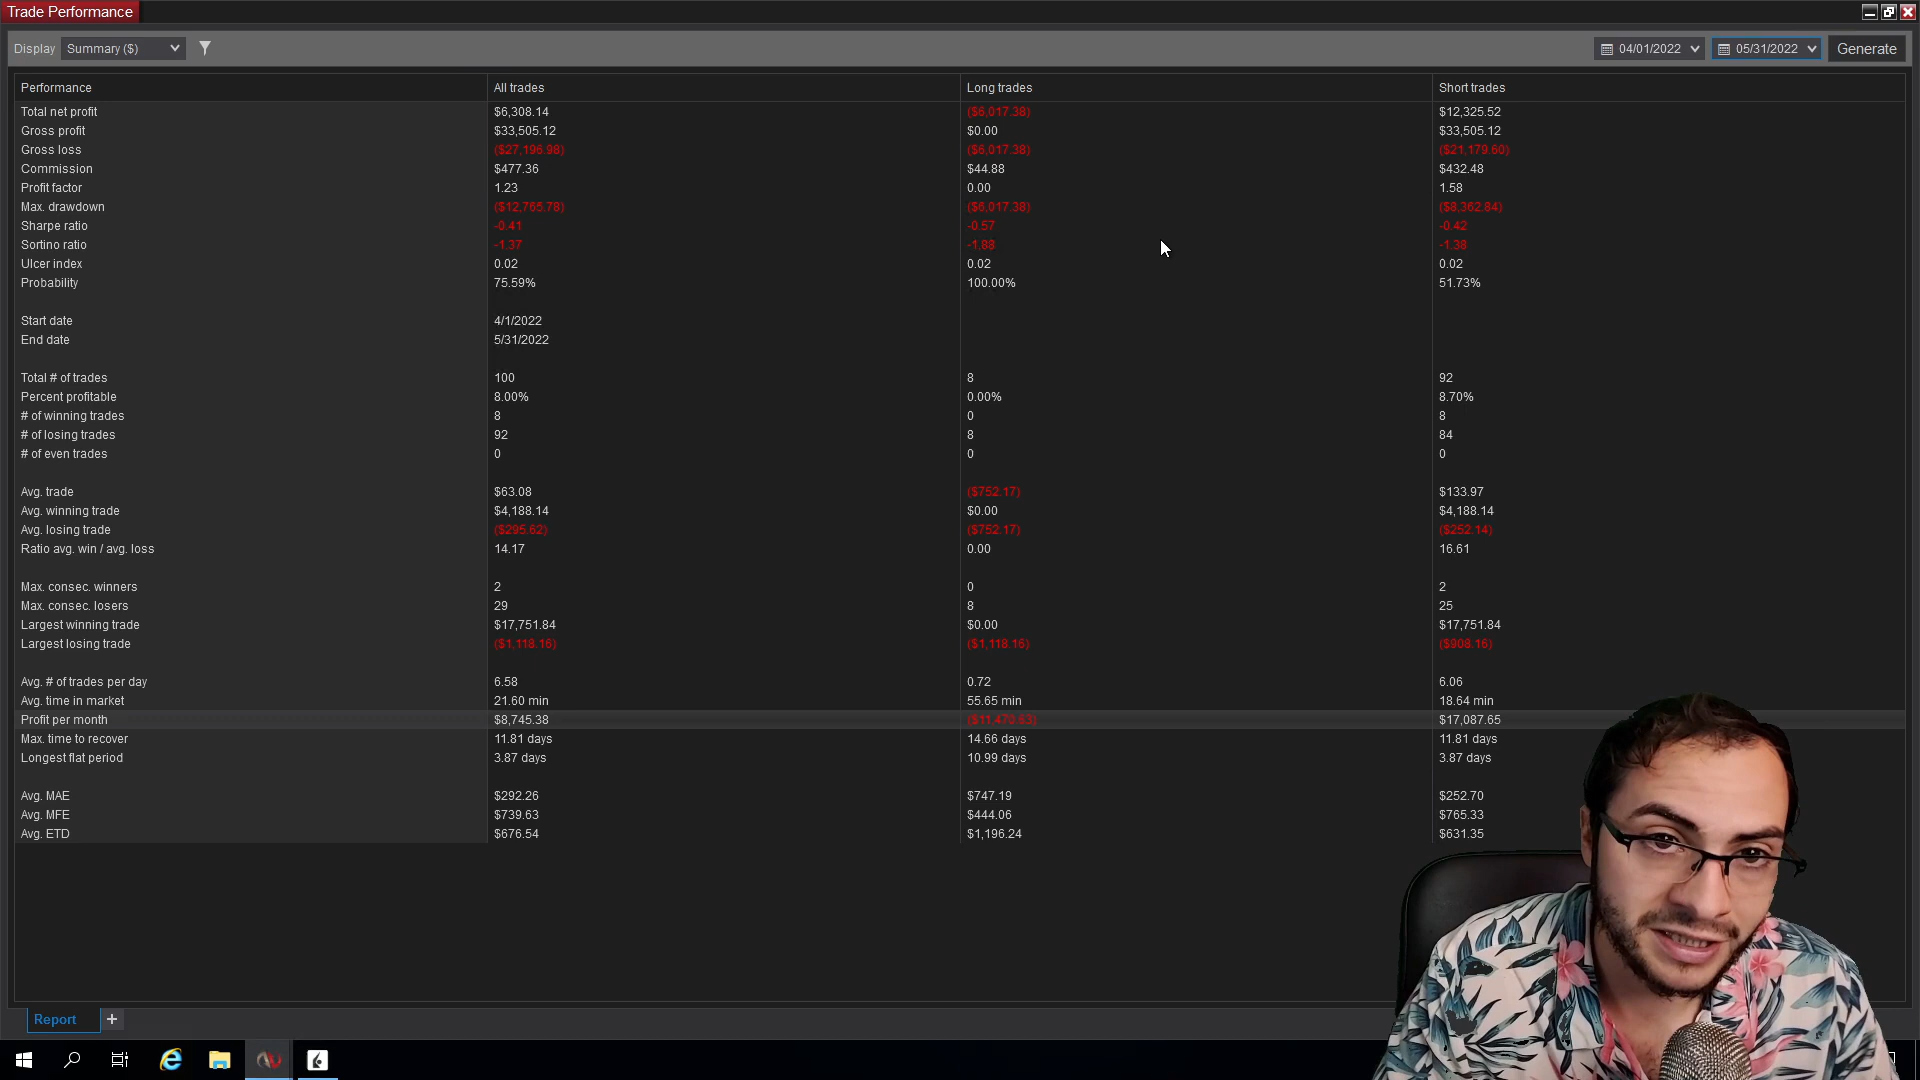 Trade Performance
Display Summary ($) 04/01/2022 05/31/2022 Generate
Performance All trades Long trades Short trades
Total net profit $6,308.14 ($6,017.38) $12,325.52
Gross profit $33,505.12 $0.00 $33,505.12
Gross loss ($27,196.98) ($6,017.38) ($21,179.60)
Commission $477.36 $44.88 $432.48
Profit factor 1.23 0.00 1.58
Max. drawdown ($12,765.78) ($6,017.38) ($8,362.84)
Sharpe ratio -0.41 -0.57 -0.42
Sortino ratio -1.37 -1.88 -1.38
Ulcer index 0.02 0.02 0.02
Probability 75.59% 100.00% 51.73%
Start date 4/1/2022
End date 5/31/2022
Total # of trades 100 8 92
Percent profitable 8.00% 0.00% 8.70%
# of winning trades 8 0 8
# of losing trades 92 8 84
# of even trades 0 0 0
Avg. trade $63.08 ($752.17) $133.97
Avg. winning trade $4,188.14 $0.00 $4,188.14
Avg. losing trade ($295.62) ($752.17) ($252.14)
Ratio avg. win / avg. loss 14.17 0.00 16.61
Max. consec. winners 2 0 2
Max. consec. losers 29 8 25
Largest winning trade $17,751.84 $0.00 $17,751.84
Largest losing trade ($1,118.16) ($1,118.16) ($908.16)
Avg. # of trades per day 6.58 0.72 6.06
Avg. time in market 21.60 min 55.65 min 18.64 min
Profit per month $8,745.38 $17,087.65
Max. time to recover 11.81 days 14.66 days 11.81 days
Longest flat period 3.87 days 10.99 days 3.87 days
Avg. MAE $292.26 $747.19 $252.70
Avg. MFE $739.63 $444.06 $765.33
Avg. ETD $676.54 $1,196.24 $631.35
Report +